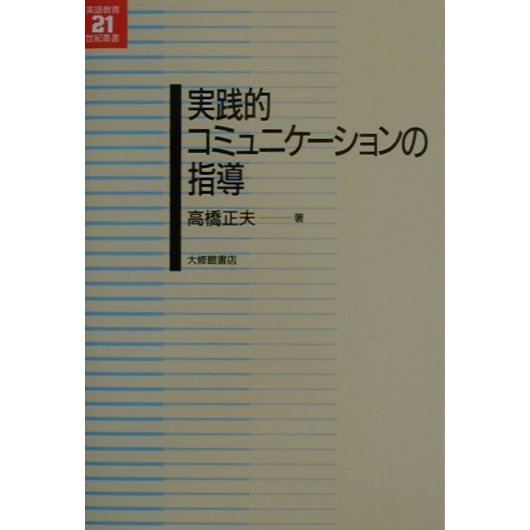 英語教育
21
世紀叢書
実践的
コミュニケーションの
指導
高橋正夫 著
大修館書店